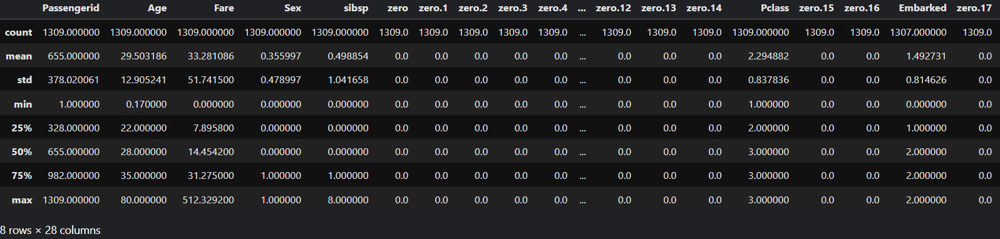 Passengerid Age Fare Sex sibsp zero zero.1 zero.2 zero.3 zero.4 ... zero.12 zero.13 zero.14 Pclass zero.15 zero.16 Embarked zero.17
count 1309.000000 1309.000000 1309.000000 1309.000000 1309.000000 1309.0 1309.0 1309.0 1309.0 1309.0 ... 1309.0 1309.0 1309.0 1309.000000 1309.0 1309.0 1307.000000 1309.0
mean 655.000000 29.503186 33.281086 0.355997 0.498854 0.0 0.0 0.0 0.0 0.0 ... 0.0 0.0 0.0 2.294882 0.0 0.0 1.492731 0.0
std 378.020061 12.905241 51.741500 0.478997 1.041658 0.0 0.0 0.0 0.0 0.0 ... 0.0 0.0 0.0 0.837836 0.0 0.0 0.814626 0.0
min 1.000000 0.170000 0.000000 0.000000 0.000000 0.0 0.0 0.0 0.0 0.0 ... 0.0 0.0 0.0 1.000000 0.0 0.0 0.000000 0.0
25% 328.000000 22.000000 7.895800 0.000000 0.000000 0.0 0.0 0.0 0.0 0.0 ... 0.0 0.0 0.0 2.000000 0.0 0.0 1.000000 0.0
50% 655.000000 28.000000 14.454200 0.000000 0.000000 0.0 0.0 0.0 0.0 0.0 ... 0.0 0.0 0.0 3.000000 0.0 0.0 2.000000 0.0
75% 982.000000 35.000000 31.275000 1.000000 1.000000 0.0 0.0 0.0 0.0 0.0 ... 0.0 0.0 0.0 3.000000 0.0 0.0 2.000000 0.0
max 1309.000000 80.000000 512.329200 1.000000 8.000000 0.0 0.0 0.0 0.0 0.0 ... 0.0 0.0 0.0 3.000000 0.0 0.0 2.000000 0.0
8 rows × 28 columns